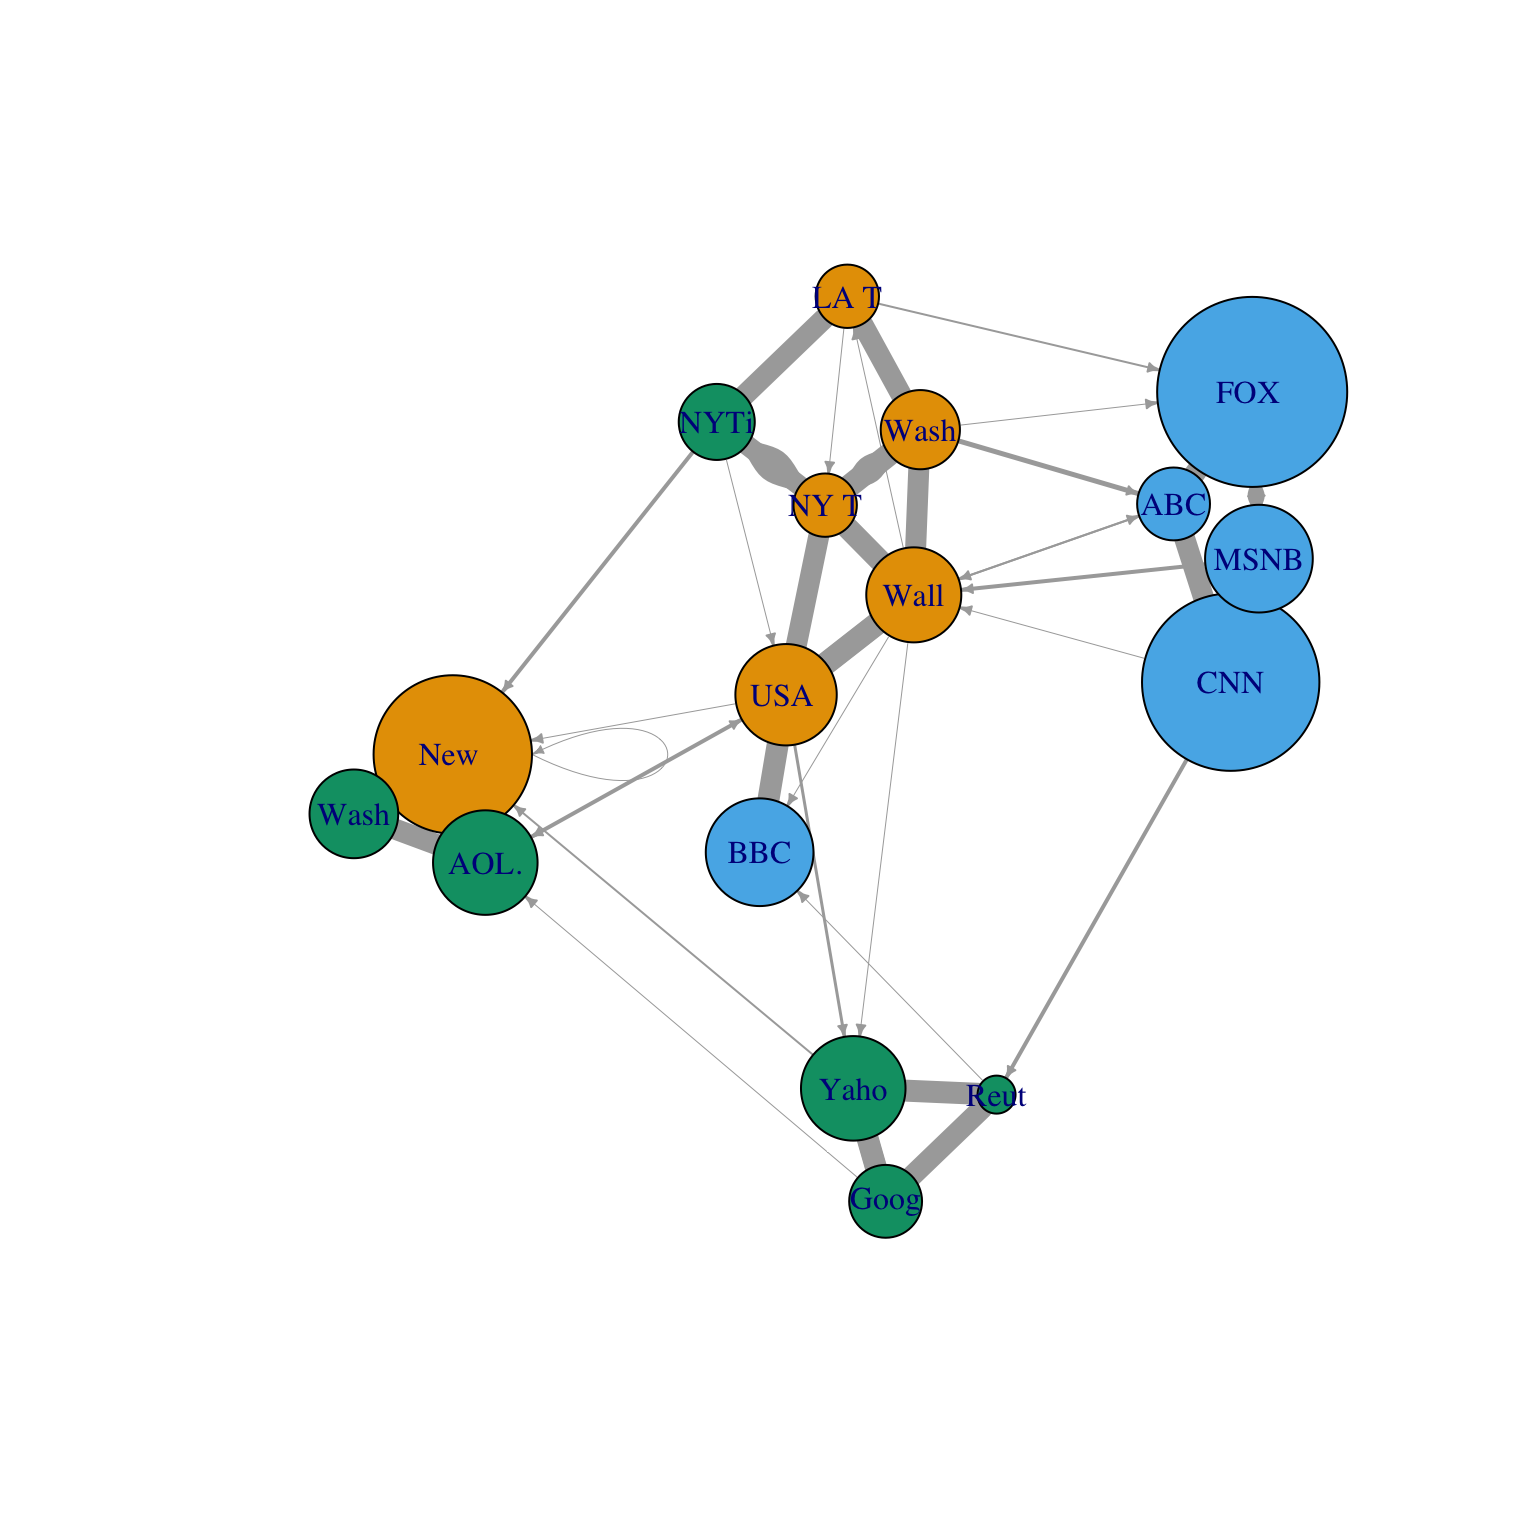 LA T
FOX
NYTi
Wash
NY T
ABC
MSNB
Wall
CNN
USA
New
Wash
AOL.
BBC
Yaho
Reut
Goog